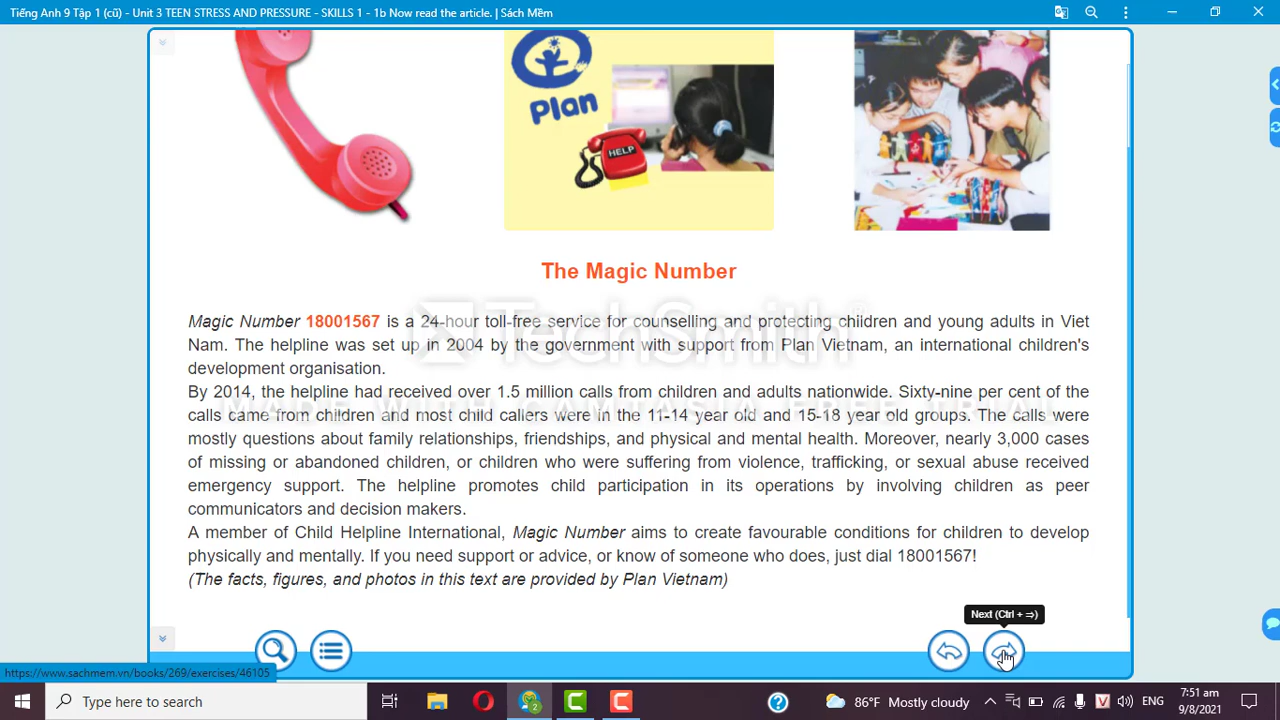 Tiếng Anh 9 Tập 1 (cũ) - Unit 3 TEEN STRESS AND PRESSURE - SKILLS 1 - 1b Now read the article. | Sách Mềm
Plan
HELP
The Magic Number
Magic Number 18001567 is a 24-hour toll-free service for counselling and protecting children and young adults in Viet
Nam. The helpline was set up in 2004 by the government with support from Plan Vietnam, an international children's
development organisation.
By 2014, the helpline had received over 1.5 million calls from children and adults nationwide. Sixty-nine per cent of the
calls came from children and most child callers were in the 11-14 year old and 15-18 year old groups. The calls were
mostly questions about family relationships, friendships, and physical and mental health. Moreover, nearly 3,000 cases
of missing or abandoned children, or children who were suffering from violence, trafficking, or sexual abuse received
emergency support. The helpline promotes child participation in its operations by involving children as peer
communicators and decision makers.
A member of Child Helpline International, Magic Number aims to create favourable conditions for children to develop
physically and mentally. If you need support or advice, or know of someone who does, just dial 18001567!
(The facts, figures, and photos in this text are provided by Plan Vietnam)
TechSmith
MADE WITH CAMTASIA FREE TRIAL
Next (Ctrl + ⇒)
https://www.sachmem.vn/books/269/exercises/46105
Type here to search
2
86°F Mostly cloudy
V
ENG
7:51 am
9/8/2021